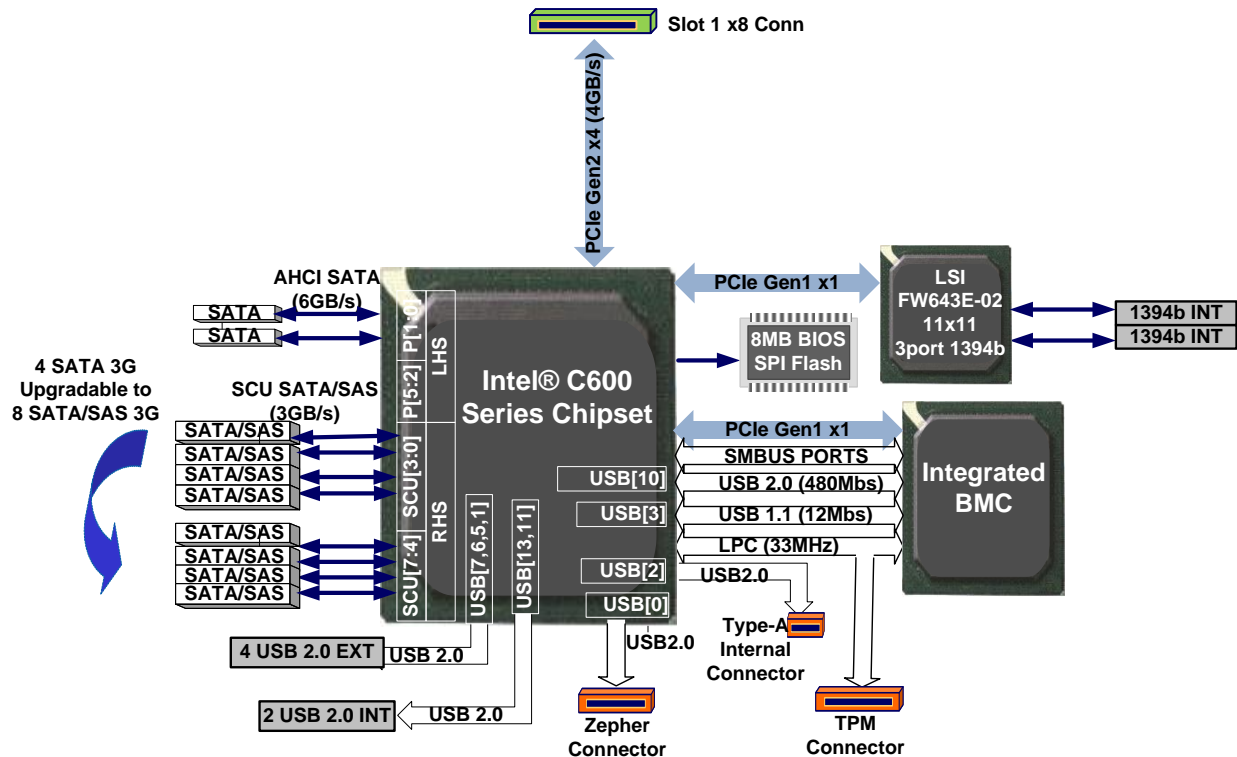 Slot 1 x8 Conn
PCIe Gen2 x4 (4GB/s)
AHCI SATA
(6GB/s)
SATA
SATA
4 SATA 3G
Upgradable to
8 SATA/SAS 3G
SCU SATA/SAS
(3GB/s)
SATA/SAS
SATA/SAS
SATA/SAS
SATA/SAS
SATA/SAS
SATA/SAS
SATA/SAS
SATA/SAS
P[1:0]
P[5:2]
LHS
SCU[3:0]
SCU[7:4]
RHS
Intel® C600
Series Chipset
USB[7,6,5,1]
USB[13,11]
USB[10]
USB[3]
USB[2]
USB[0]
PCIe Gen1 x1
LSI
FW643E-02
11x11
3port 1394b
1394b INT
1394b INT
8MB BIOS
SPI Flash
PCIe Gen1 x1
SMBUS PORTS
USB 2.0 (480Mbs)
USB 1.1 (12Mbs)
LPC (33MHz)
Integrated
BMC
USB2.0
USB2.0
Type-A
Internal
Connector
4 USB 2.0 EXT
USB 2.0
2 USB 2.0 INT
USB 2.0
Zepher
Connector
TPM
Connector